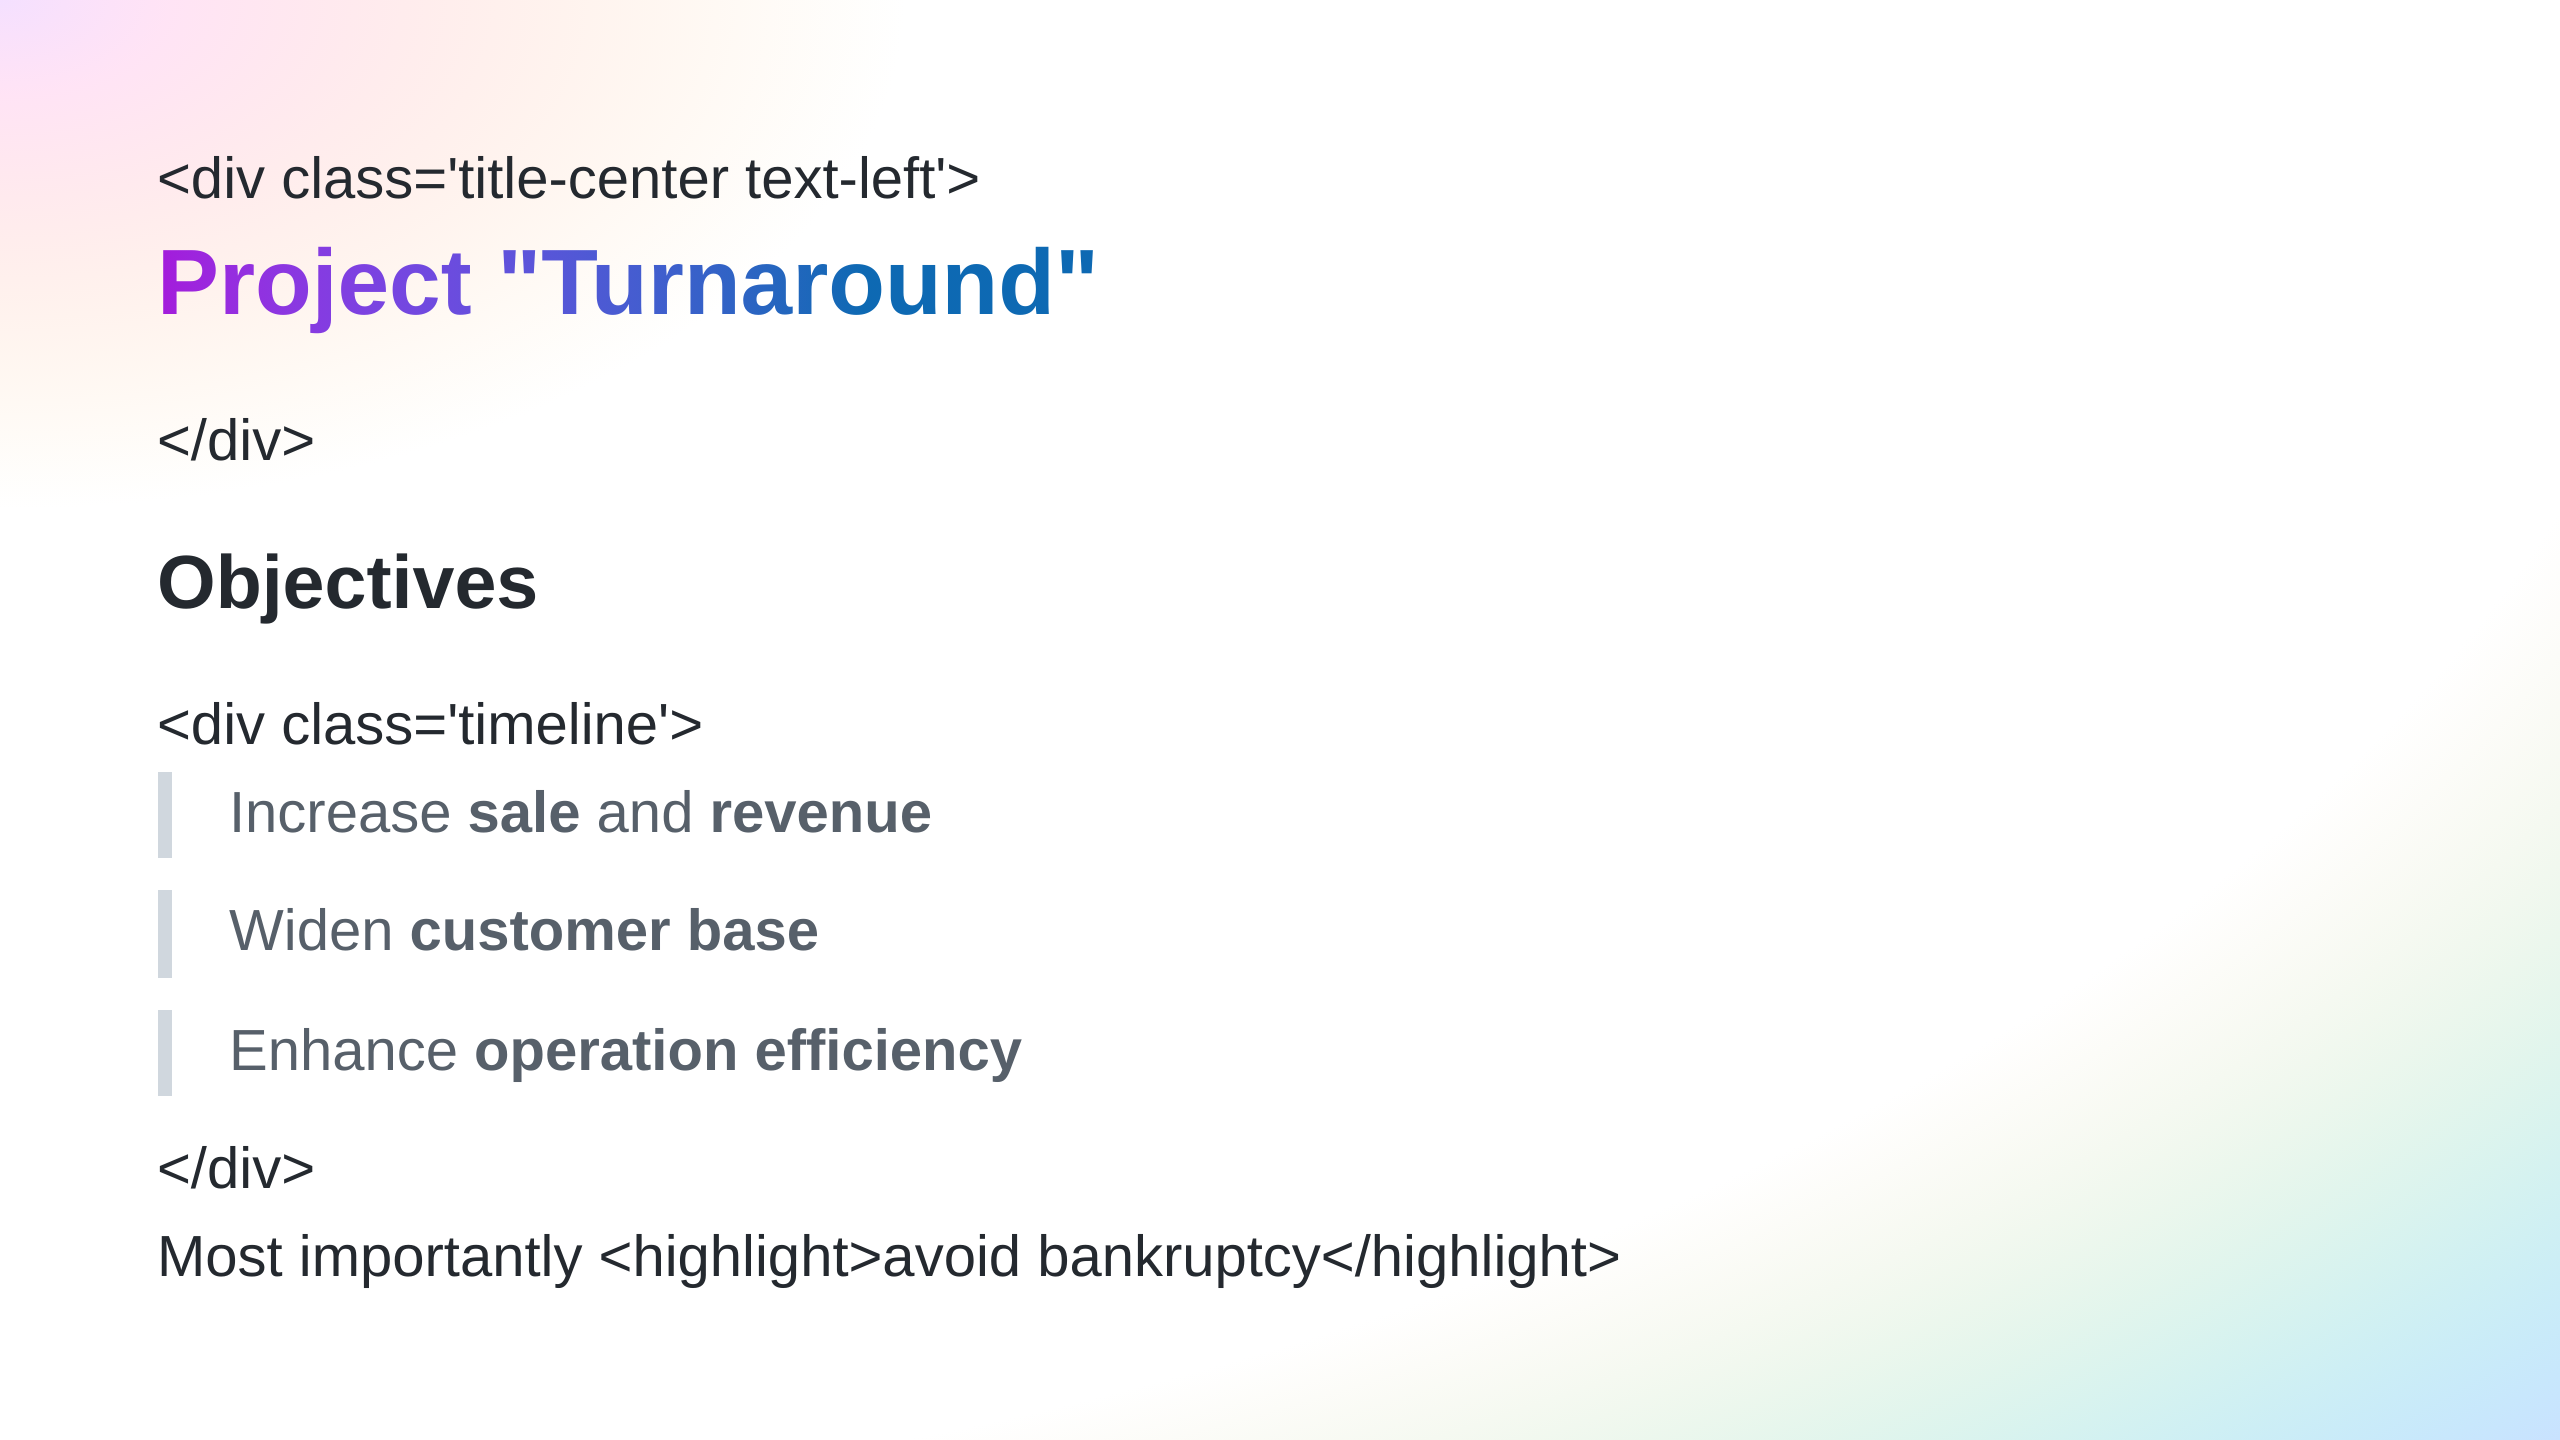 <div class='title-center text-left'>
Project "Turnaround"
</div>
Objectives
<div class='timeline'>
Increase sale and revenue
Widen customer base
Enhance operation efficiency
</div>
Most importantly <highlight>avoid bankruptcy</highlight>